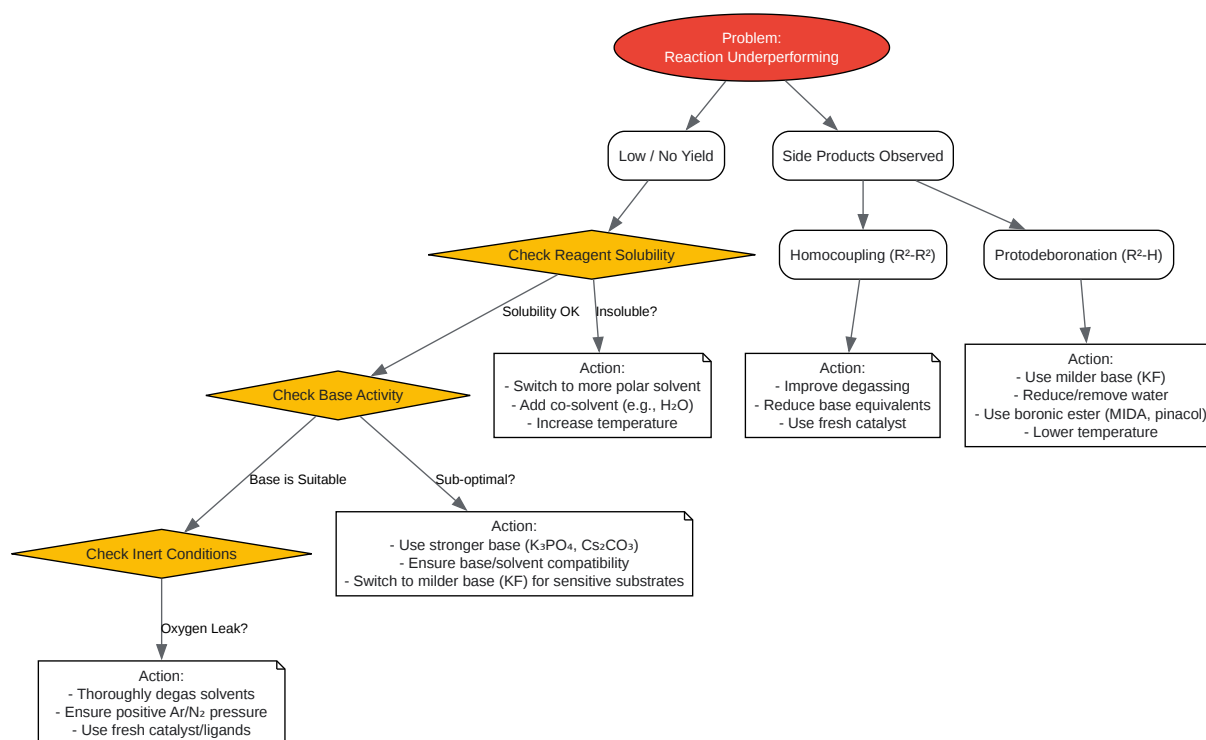 Problem:
Reaction Underperforming
Low / No Yield
Side Products Observed
Check Reagent Solubility
Homocoupling (R²-R²)
Protodeboronation (R²-H)
Solubility OK
Insoluble?
Action:
- Switch to more polar solvent
- Add co-solvent (e.g., H₂O)
- Increase temperature
Action:
- Improve degassing
- Reduce base equivalents
- Use fresh catalyst
Action:
- Use milder base (KF)
- Reduce/remove water
- Use boronic ester (MIDA, pinacol)
- Lower temperature
Check Base Activity
Base is Suitable
Sub-optimal?
Action:
- Use stronger base (K₃PO₄, Cs₂CO₃)
- Ensure base/solvent compatibility
- Switch to milder base (KF) for sensitive substrates
Check Inert Conditions
Oxygen Leak?
Action:
- Thoroughly degas solvents
- Ensure positive Ar/N₂ pressure
- Use fresh catalyst/ligands